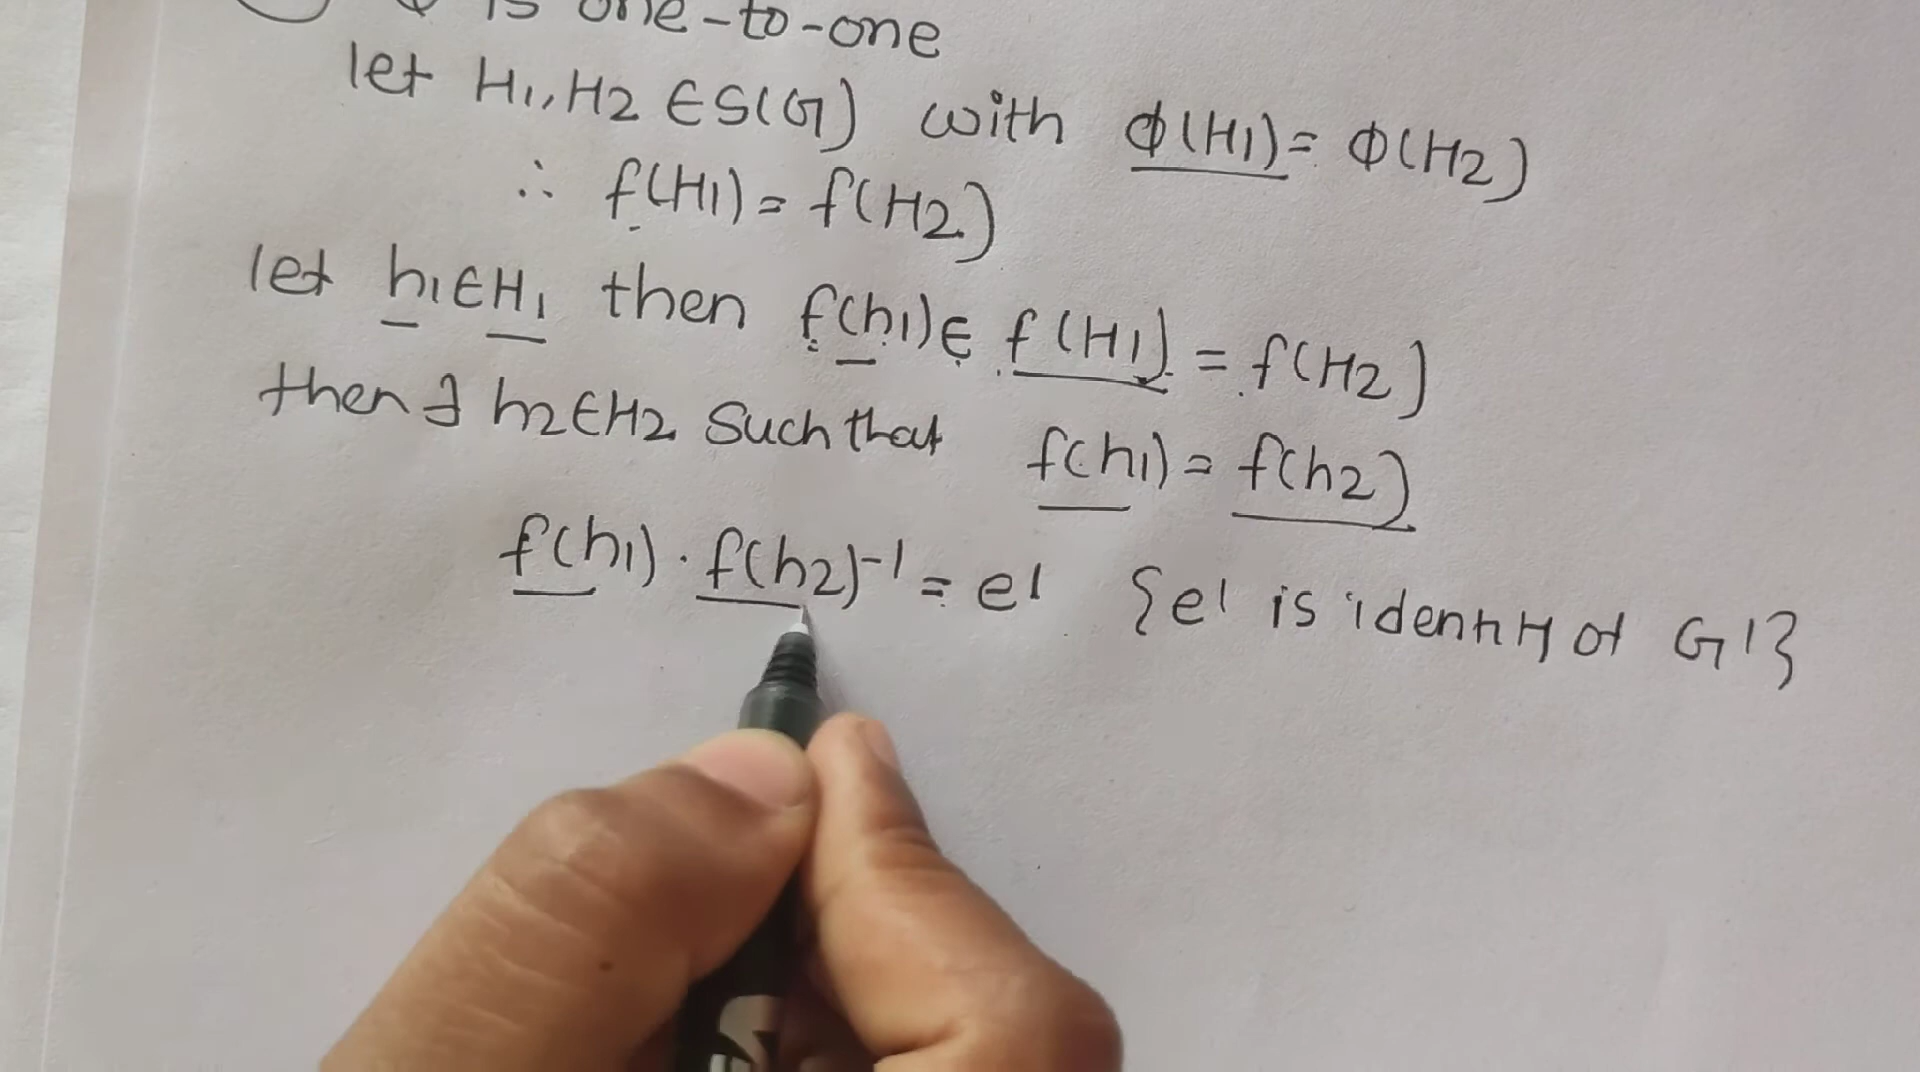 is one-to-one
let H1, H2 ∈ S(G) with Φ(H1) = Φ(H2)
∴ f(H1) = f(H2)
let h1 ∈ H1 then f(h1) ∈ f(H1) = f(H2)
then ∃ h2 ∈ H2 such that f(h1) = f(h2)
f(h1) · f(h2)⁻¹ = e' {e' is identity of G'}